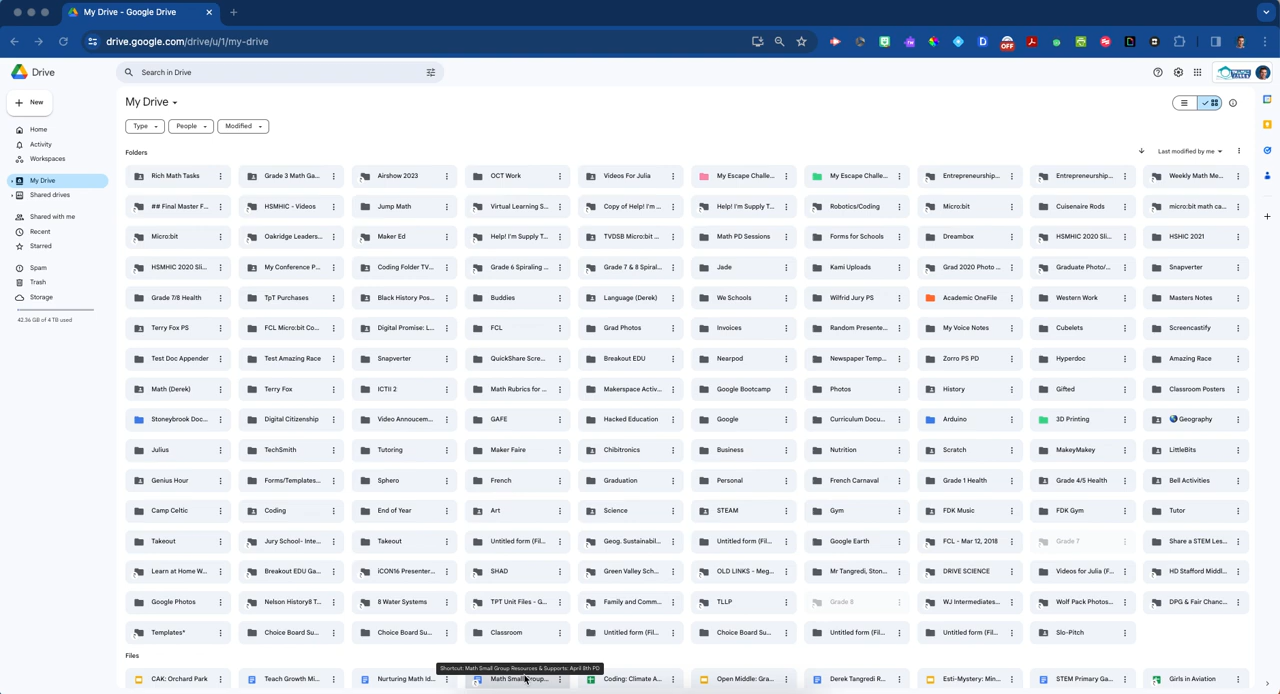 My Drive - Google Drive
drive.google.com/drive/u/1/my-drive
OFF
Drive
Search in Drive
New
My Drive
Home
Activity
Workspaces
My Drive
Shared drives
Shared with me
Recent
Starred
Spam
Trash
Storage
42.36 GB of 4 TB used
Type People Modified
Folders
Last modified by me
Rich Math Tasks Grade 3 Math Ga... Airshow 2023 OCT Work Videos For Julia My Escape Challe... My Escape Challe... Entrepreneurship... Entrepreneurship... Weekly Math Me...
## Final Master F... HSMHIC - Videos Jump Math Virtual Learning S... Copy of Help! I'm ... Help! I'm Supply T... Robotics/Coding Micro:bit Cuisenaire Rods micro:bit math ca...
Micro:bit Oakridge Leaders... Maker Ed Help! I'm Supply T... TVDSB Micro:bit ... Math PD Sessions Forms for Schools Dreambox HSMHIC 2020 Sli... HSHIC 2021
HSMHIC 2020 Sli... My Conference P... Coding Folder TV... Grade 6 Spiraling ... Grade 7 & 8 Spiral... Jade Kami Uploads Grad 2020 Photo ... Graduate Photo/... Snapverter
Grade 7/8 Health TpT Purchases Black History Pos... Buddies Language (Derek) We Schools Wilfrid Jury PS Academic OneFile Western Work Masters Notes
Terry Fox PS FCL Micro:bit Co... Digital Promise: L... FCL Grad Photos Invoices Random Presente... My Voice Notes Cubelets Screencastify
Test Doc Appender Test Amazing Race Snapverter QuickShare Scre... Breakout EDU Nearpod Newspaper Temp... Zorro PS PD Hyperdoc Amazing Race
Math (Derek) Terry Fox ICTII 2 Math Rubrics for ... Makerspace Activ... Google Bootcamp Photos History Gifted Classroom Posters
Stoneybrook Doc... Digital Citizenship Video Annoucem... GAFE Hacked Education Google Curriculum Docu... Arduino 3D Printing Geography
Julius TechSmith Tutoring Maker Faire Chibitronics Business Nutrition Scratch MakeyMakey LittleBits
Genius Hour Forms/Templates... Sphero French Graduation Personal French Carnaval Grade 1 Health Grade 4/5 Health Bell Activities
Camp Celtic Coding End of Year Art Science STEAM Gym FDK Music FDK Gym Tutor
Takeout Jury School- Inte... Takeout Untitled form (Fil... Geog. Sustainabil... Untitled form (Fil... Google Earth FCL - Mar 12, 2018 Grade 7 Share a STEM Les...
Learn at Home W... Breakout EDU Ga... iCON16 Presenter... SHAD Green Valley Sch... OLD LINKS - Meg... Mr Tangredi, Ston... DRIVE SCIENCE Videos for Julia (F... HD Stafford Middl...
Google Photos Nelson History8 T... 8 Water Systems TPT Unit Files - G... Family and Comm... TLLP Grade 8 WJ Intermediates... Wolf Pack Photos... DPG & Fair Chanc...
Templates* Choice Board Su... Choice Board Su... Classroom Untitled form (Fil... Choice Board Su... Untitled form (Fil... Untitled form (Fil... Slo-Pitch
Files
Shortcut: Math Small Group Resources & Supports: April 8th PD
CAK: Orchard Park Teach Growth Mi... Nurturing Math Id... Math Small Group... Coding: Climate A... Open Middle: Gra... Derek Tangredi R... Esti-Mystery: Min... STEM Primary Ga... Girls in Aviation